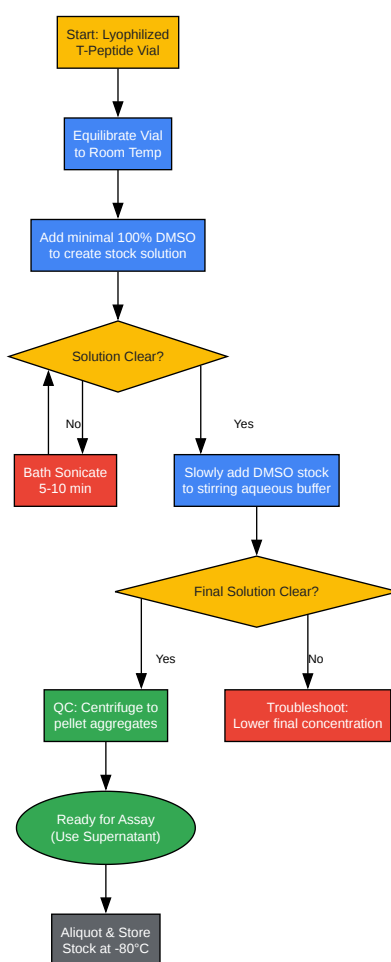 Start: Lyophilized
T-Peptide Vial
Equilibrate Vial
to Room Temp
Add minimal 100% DMSO
to create stock solution
Solution Clear?
No
Yes
Bath Sonicate
5-10 min
Slowly add DMSO stock
to stirring aqueous buffer
Final Solution Clear?
Yes
No
QC: Centrifuge to
pellet aggregates
Troubleshoot:
Lower final concentration
Ready for Assay
(Use Supernatant)
Aliquot & Store
Stock at -80°C